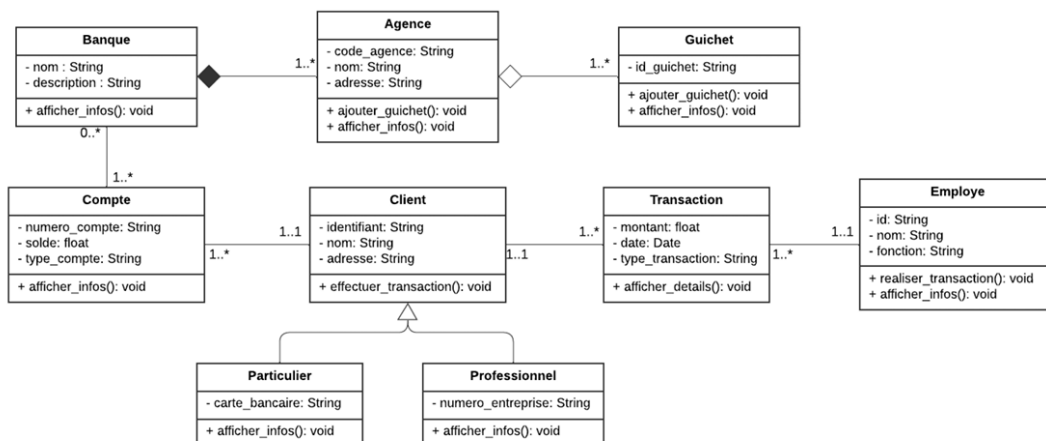 Banque
- nom : String
- description : String
+ afficher_infos(): void
1..*
Agence
- code_agence: String
- nom: String
- adresse: String
+ ajouter_guichet(): void
+ afficher_infos(): void
1..*
Guichet
- id_guichet: String
+ ajouter_guichet(): void
+ afficher_infos(): void
0..*
1..*
Compte
- numero_compte: String
- solde: float
- type_compte: String
+ afficher_infos(): void
1..*
1..1
Client
- identifiant: String
- nom: String
- adresse: String
+ effectuer_transaction(): void
1..1
1..*
Transaction
- montant: float
- date: Date
- type_transaction: String
+ afficher_details(): void
1..*
1..1
Employe
- id: String
- nom: String
- fonction: String
+ realiser_transaction(): void
+ afficher_infos(): void
Particulier
- carte_bancaire: String
+ afficher_infos(): void
Professionnel
- numero_entreprise: String
+ afficher_infos(): void